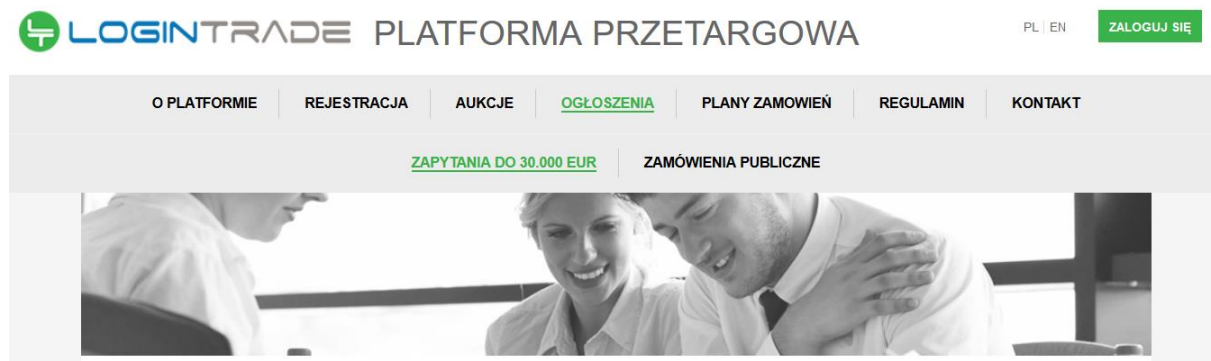 LOGINTRADE PLATFORMA PRZETARGOWA PL EN ZALOGUJ SIĘ
O PLATFORMIE REJESTRACJA AUKCJE OGŁOSZENIA PLANY ZAMOWIEŃ REGULAMIN KONTAKT
ZAPYTANIA DO 30.000 EUR ZAMÓWIENIA PUBLICZNE